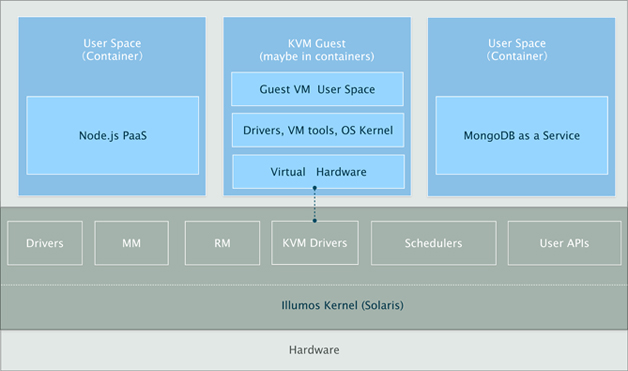 User Space
(Container)
Node.js PaaS
KVM Guest
(maybe in containers)
Guest VM User Space
Drivers, VM tools, OS Kernel
Virtual Hardware
User Space
(Container)
MongoDB as a Service
Drivers
MM
RM
KVM Drivers
Schedulers
User APIs
Illumos Kernel (Solaris)
Hardware